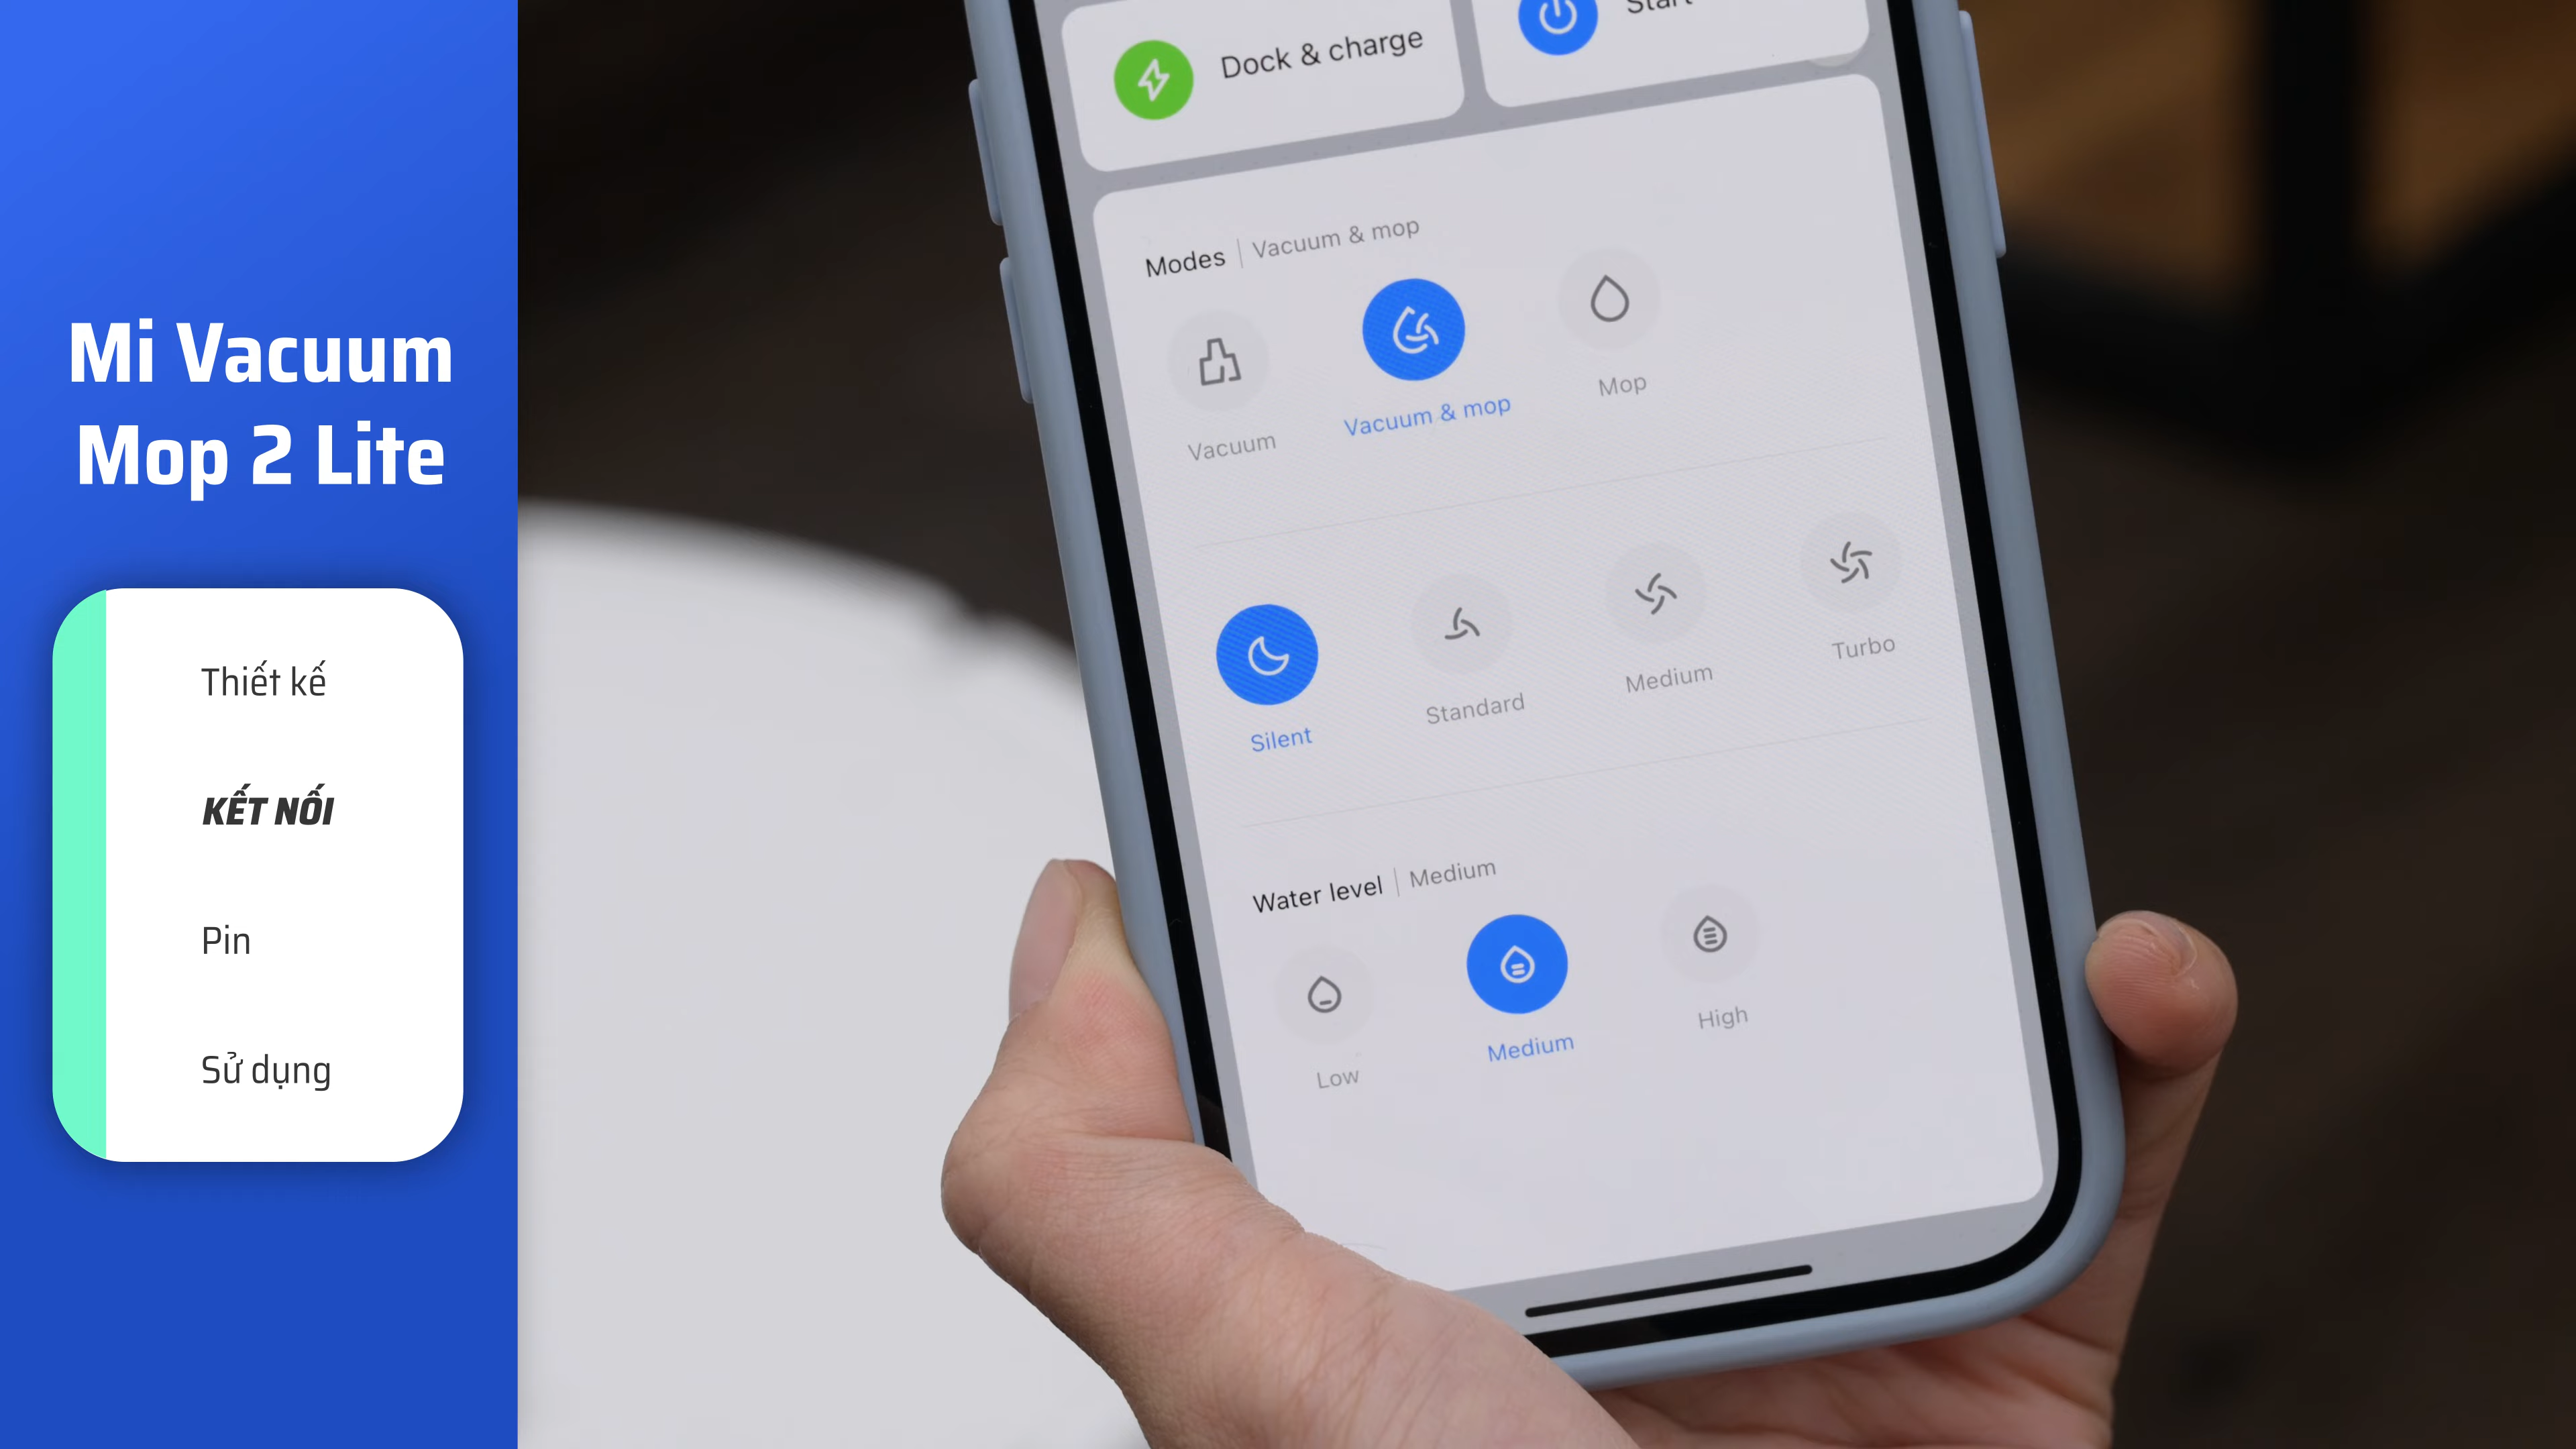 Mi Vacuum
Mop 2 Lite
Thiết kế
KẾT NỐI
Pin
Sử dụng
Dock & charge
Start
Modes | Vacuum & mop
Vacuum
Vacuum & mop
Mop
Silent
Standard
Medium
Turbo
Water level | Medium
Low
Medium
High